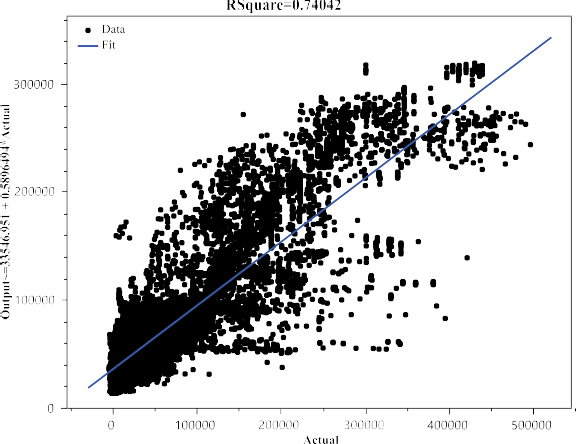 RSquare=0.74042
Data
Fit
300000
200000
100000
0
Output~=33546.951 + 0.5896494* Actual
0
100000
200000
300000
400000
500000
Actual